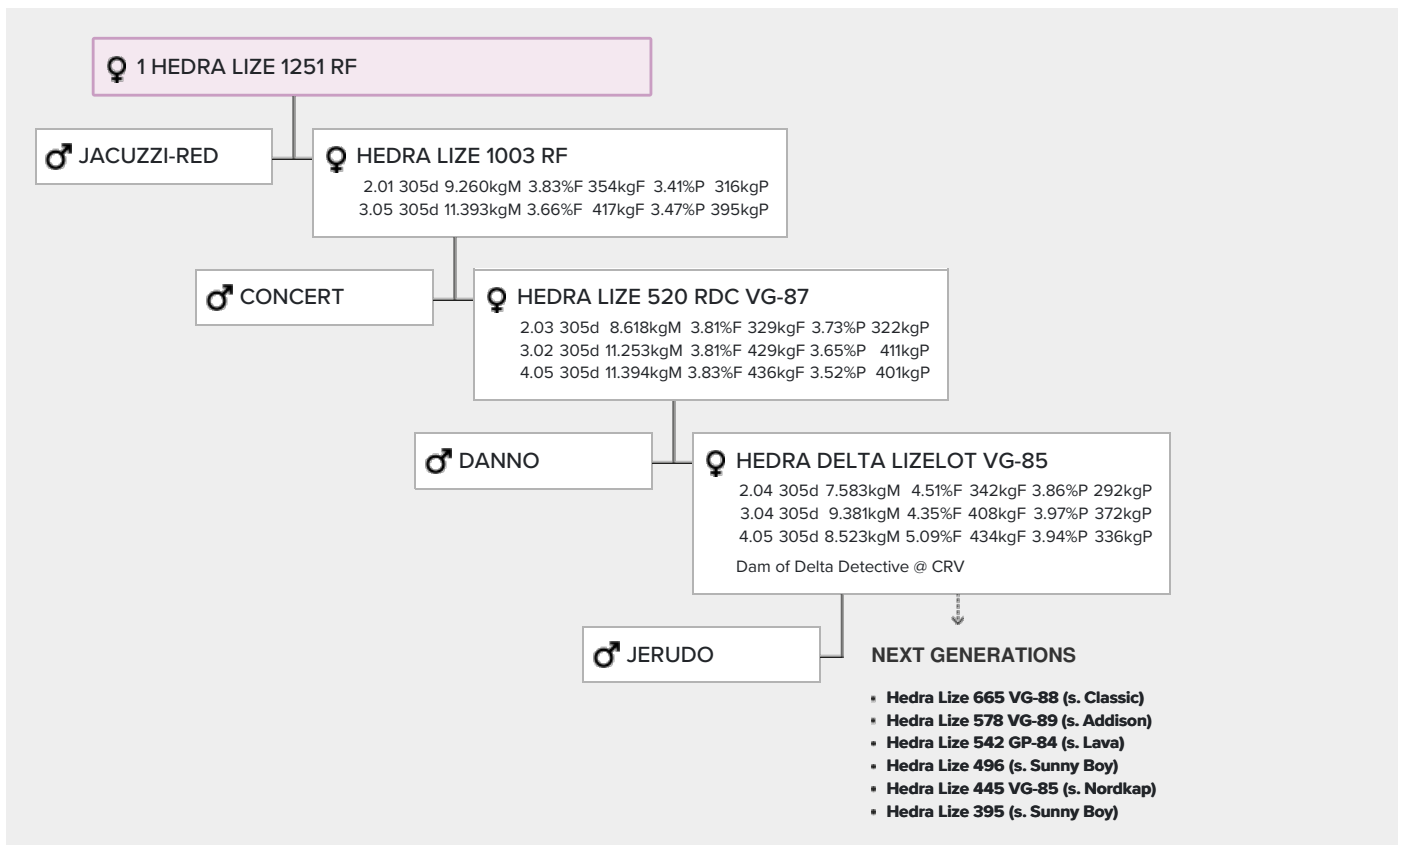 1 HEDRA LIZE 1251 RF
JACUZZI-RED
HEDRA LIZE 1003 RF
2.01 305d 9.260kgM 3.83%F 354kgF 3.41%P 316kgP
3.05 305d 11.393kgM 3.66%F 417kgF 3.47%P 395kgP
CONCERT
HEDRA LIZE 520 RDC VG-87
2.03 305d 8.618kgM 3.81%F 329kgF 3.73%P 322kgP
3.02 305d 11.253kgM 3.81%F 429kgF 3.65%P 411kgP
4.05 305d 11.394kgM 3.83%F 436kgF 3.52%P 401kgP
DANNO
HEDRA DELTA LIZELOT VG-85
2.04 305d 7.583kgM 4.51%F 342kgF 3.86%P 292kgP
3.04 305d 9.381kgM 4.35%F 408kgF 3.97%P 372kgP
4.05 305d 8.523kgM 5.09%F 434kgF 3.94%P 336kgP
Dam of Delta Detective @ CRV
JERUDO
NEXT GENERATIONS
• Hedra Lize 665 VG-88 (s. Classic)
• Hedra Lize 578 VG-89 (s. Addison)
• Hedra Lize 542 GP-84 (s. Lava)
• Hedra Lize 496 (s. Sunny Boy)
• Hedra Lize 445 VG-85 (s. Nordkap)
• Hedra Lize 395 (s. Sunny Boy)